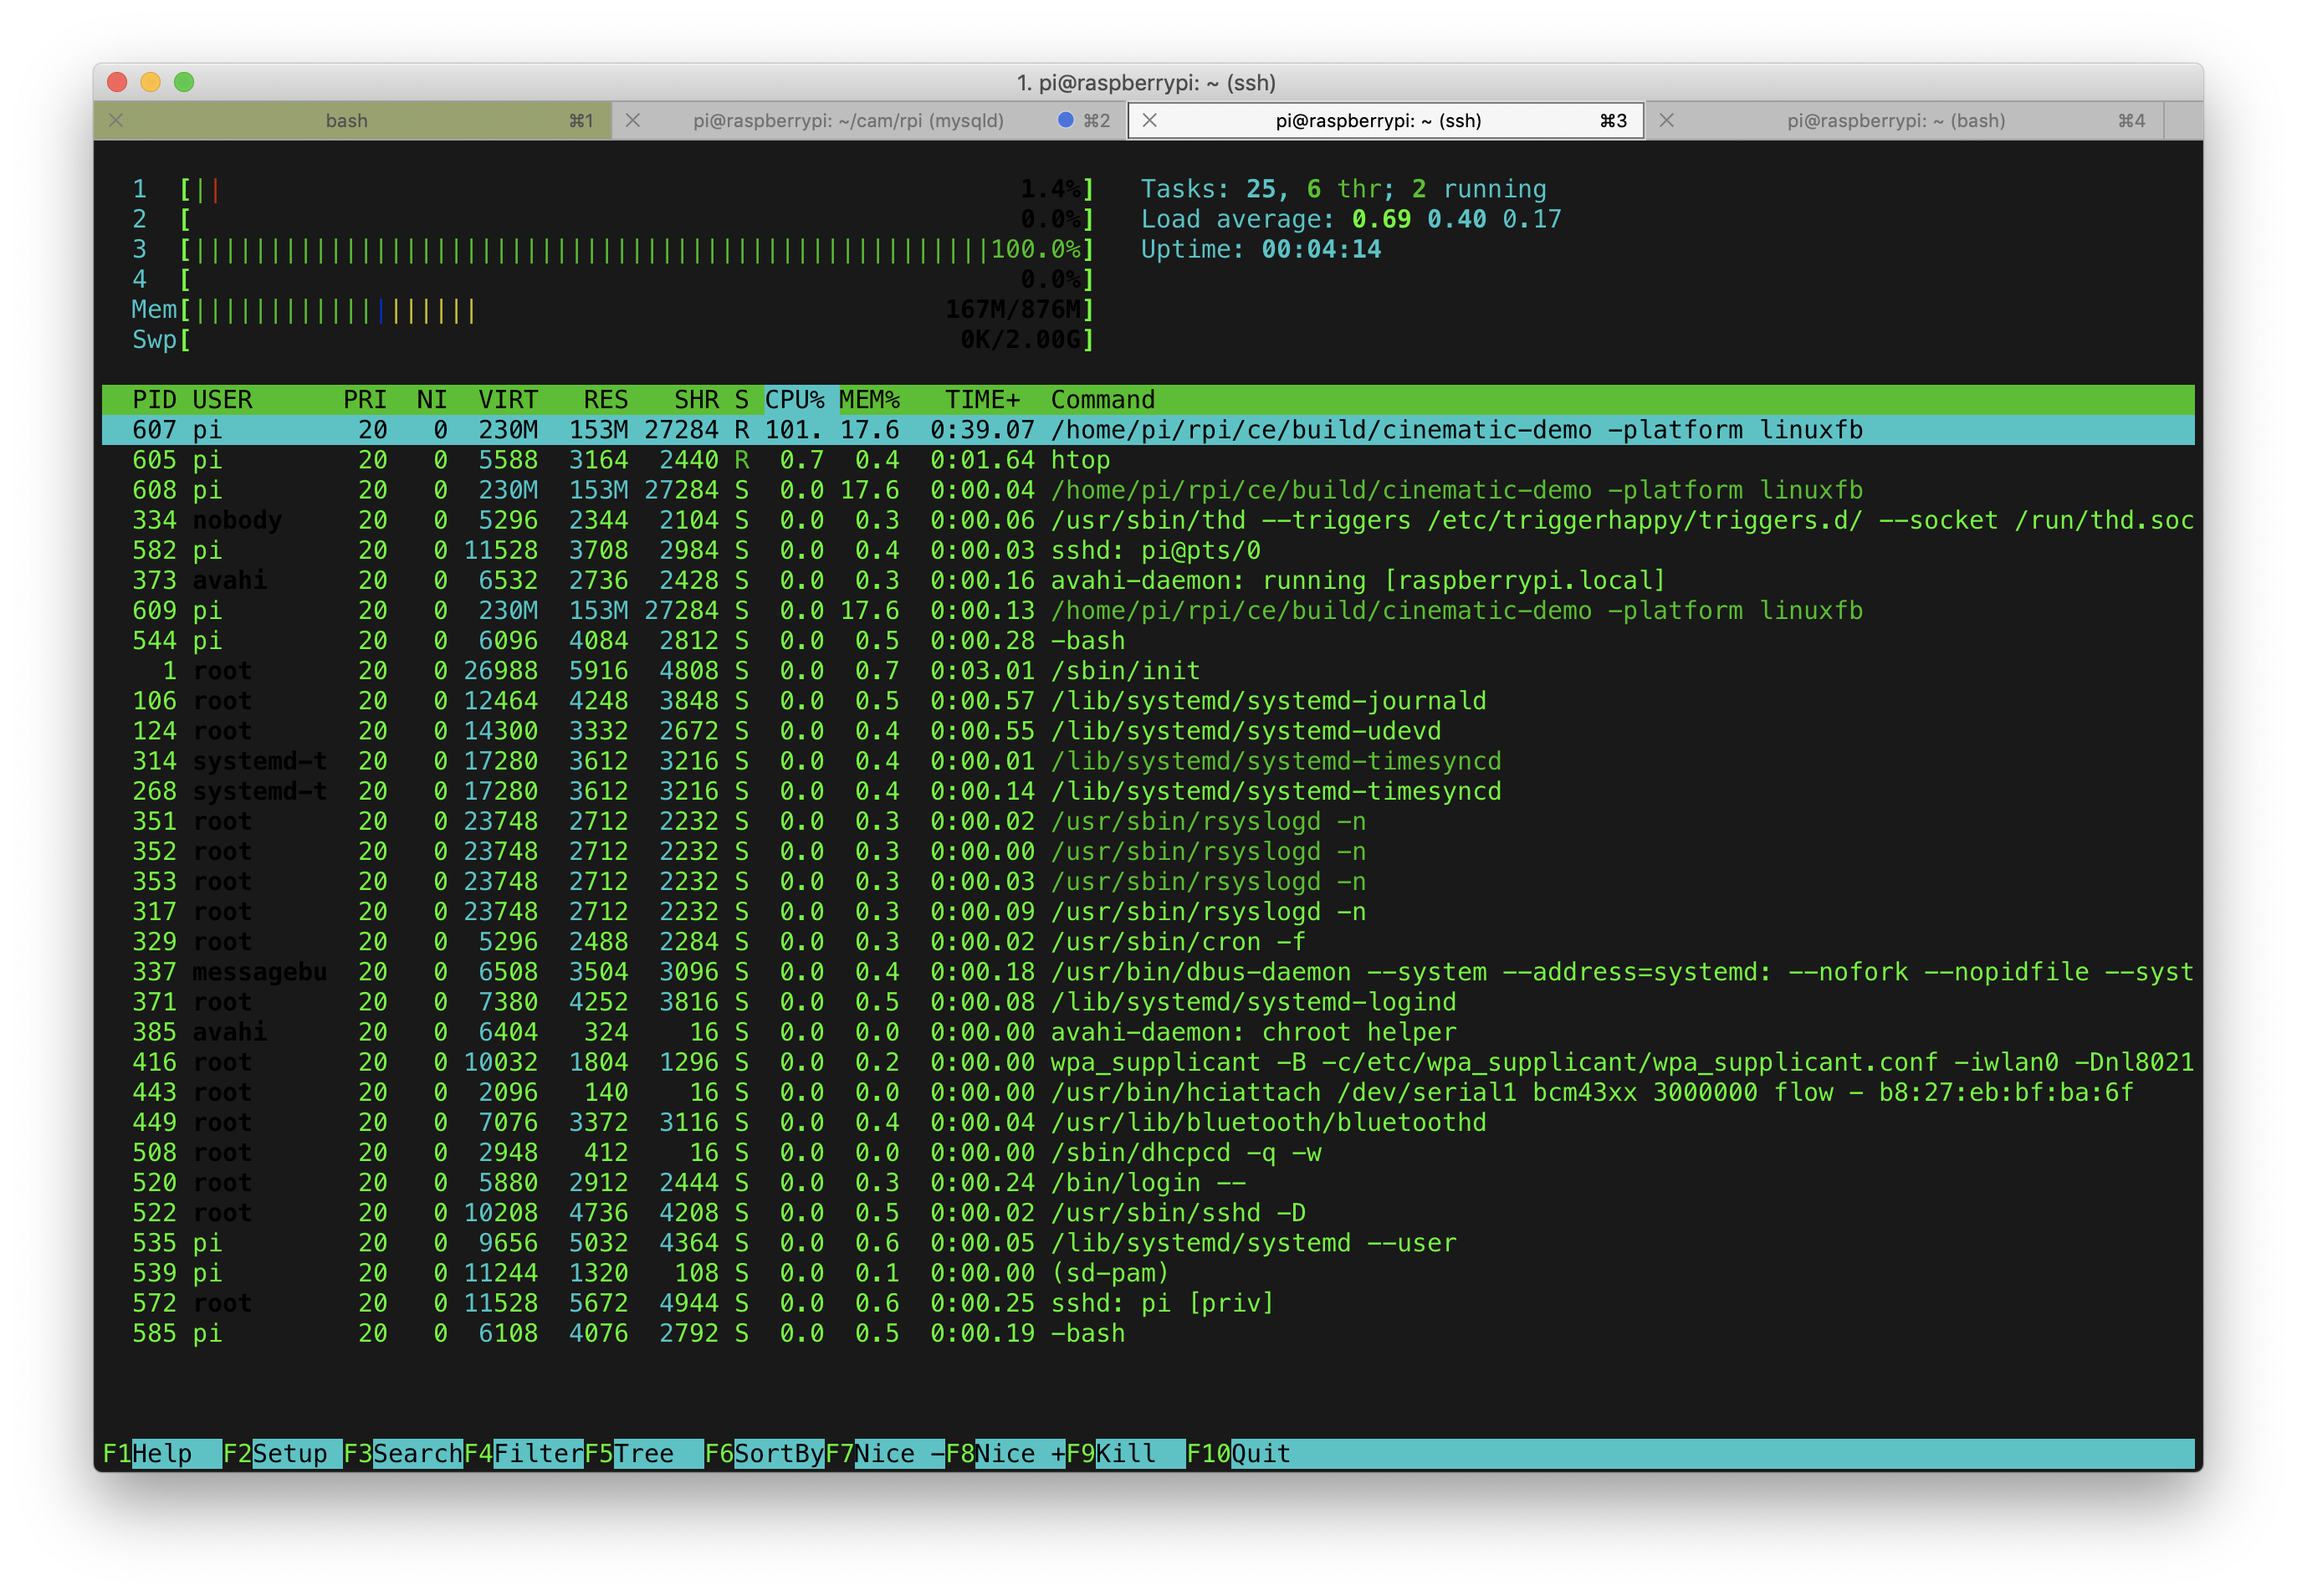 1. pi@raspberrypi: ~ (ssh)
bash ⌘1 pi@raspberrypi: ~/cam/rpi (mysqld) ⌘2 pi@raspberrypi: ~ (ssh) ⌘3 pi@raspberrypi: ~ (bash) ⌘4
1 [|| 1.4%] Tasks: 25, 6 thr; 2 running
2 [ 0.0%] Load average: 0.69 0.40 0.17
3 [|||||||||||||||||||||||||||||||||||||||||||||||||||||100.0%] Uptime: 00:04:14
4 [ 0.0%]
Mem[||||||||||||||||||| 167M/876M]
Swp[ 0K/2.00G]
PID USER PRI NI VIRT RES SHR S CPU% MEM% TIME+ Command
607 pi 20 0 230M 153M 27284 R 101. 17.6 0:39.07 /home/pi/rpi/ce/build/cinematic-demo -platform linuxfb
605 pi 20 0 5588 3164 2440 R 0.7 0.4 0:01.64 htop
608 pi 20 0 230M 153M 27284 S 0.0 17.6 0:00.04 /home/pi/rpi/ce/build/cinematic-demo -platform linuxfb
334 nobody 20 0 5296 2344 2104 S 0.0 0.3 0:00.06 /usr/sbin/thd --triggers /etc/triggerhappy/triggers.d/ --socket /run/thd.soc
582 pi 20 0 11528 3708 2984 S 0.0 0.4 0:00.03 sshd: pi@pts/0
373 avahi 20 0 6532 2736 2428 S 0.0 0.3 0:00.16 avahi-daemon: running [raspberrypi.local]
609 pi 20 0 230M 153M 27284 S 0.0 17.6 0:00.13 /home/pi/rpi/ce/build/cinematic-demo -platform linuxfb
544 pi 20 0 6096 4084 2812 S 0.0 0.5 0:00.28 -bash
1 root 20 0 26988 5916 4808 S 0.0 0.7 0:03.01 /sbin/init
106 root 20 0 12464 4248 3848 S 0.0 0.5 0:00.57 /lib/systemd/systemd-journald
124 root 20 0 14300 3332 2672 S 0.0 0.4 0:00.55 /lib/systemd/systemd-udevd
314 systemd-t 20 0 17280 3612 3216 S 0.0 0.4 0:00.01 /lib/systemd/systemd-timesyncd
268 systemd-t 20 0 17280 3612 3216 S 0.0 0.4 0:00.14 /lib/systemd/systemd-timesyncd
351 root 20 0 23748 2712 2232 S 0.0 0.3 0:00.02 /usr/sbin/rsyslogd -n
352 root 20 0 23748 2712 2232 S 0.0 0.3 0:00.00 /usr/sbin/rsyslogd -n
353 root 20 0 23748 2712 2232 S 0.0 0.3 0:00.03 /usr/sbin/rsyslogd -n
317 root 20 0 23748 2712 2232 S 0.0 0.3 0:00.09 /usr/sbin/rsyslogd -n
329 root 20 0 5296 2488 2284 S 0.0 0.3 0:00.02 /usr/sbin/cron -f
337 messagebu 20 0 6508 3504 3096 S 0.0 0.4 0:00.18 /usr/bin/dbus-daemon --system --address=systemd: --nofork --nopidfile --syst
371 root 20 0 7380 4252 3816 S 0.0 0.5 0:00.08 /lib/systemd/systemd-logind
385 avahi 20 0 6404 324 16 S 0.0 0.0 0:00.00 avahi-daemon: chroot helper
416 root 20 0 10032 1804 1296 S 0.0 0.2 0:00.00 wpa_supplicant -B -c/etc/wpa_supplicant/wpa_supplicant.conf -iwlan0 -Dnl8021
443 root 20 0 2096 140 16 S 0.0 0.0 0:00.00 /usr/bin/hciattach /dev/serial1 bcm43xx 3000000 flow - b8:27:eb:bf:ba:6f
449 root 20 0 7076 3372 3116 S 0.0 0.4 0:00.04 /usr/lib/bluetooth/bluetoothd
508 root 20 0 2948 412 16 S 0.0 0.0 0:00.00 /sbin/dhcpcd -q -w
520 root 20 0 5880 2912 2444 S 0.0 0.3 0:00.24 /bin/login --
522 root 20 0 10208 4736 4208 S 0.0 0.5 0:00.02 /usr/sbin/sshd -D
535 pi 20 0 9656 5032 4364 S 0.0 0.6 0:00.05 /lib/systemd/systemd --user
539 pi 20 0 11244 1320 108 S 0.0 0.1 0:00.00 (sd-pam)
572 root 20 0 11528 5672 4944 S 0.0 0.6 0:00.25 sshd: pi [priv]
585 pi 20 0 6108 4076 2792 S 0.0 0.5 0:00.19 -bash
F1Help F2Setup F3SearchF4FilterF5Tree F6SortByF7Nice -F8Nice +F9Kill F10Quit